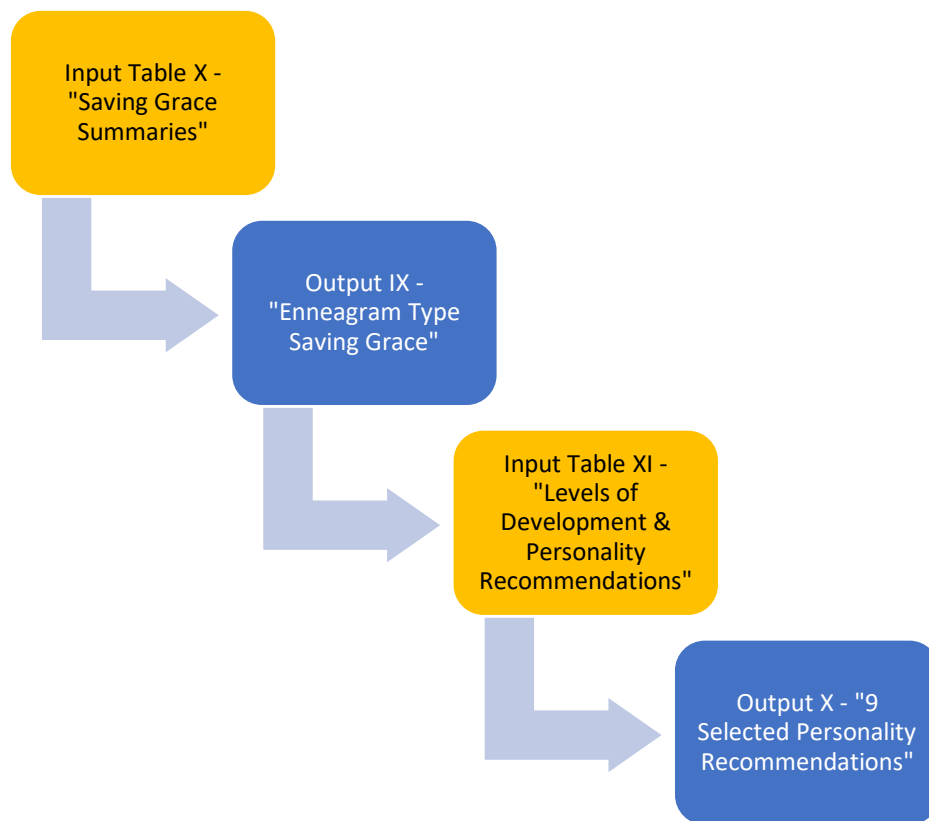 Input Table X -
"Saving Grace
Summaries"
Output IX -
"Enneagram Type
Saving Grace"
Input Table XI -
"Levels of
Development &
Personality
Recommendations"
Output X - "9
Selected Personality
Recommendations"